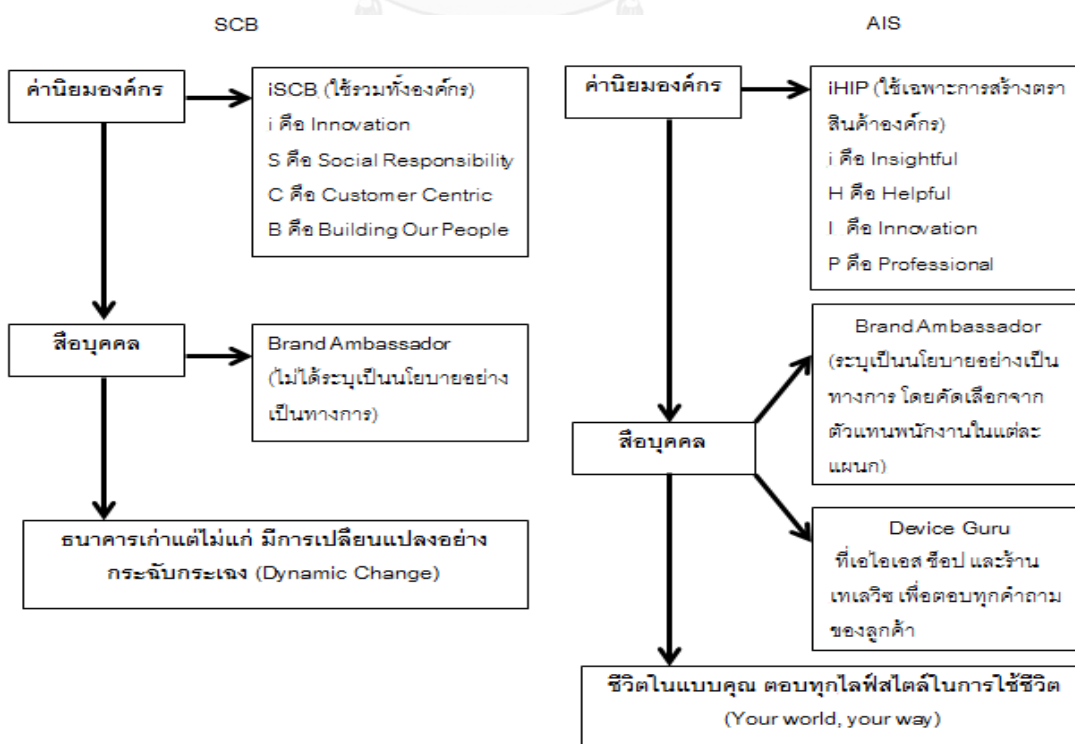 SCB
ค่านิยมองค์กร
iSCB (ใช้รวมทั้งองค์กร)
i คือ Innovation
S คือ Social Responsibility
C คือ Customer Centric
B คือ Building Our People
สื่อบุคคล
Brand Ambassador
(ไม่ได้ระบุเป็นนโยบายอย่าง
เป็นทางการ)
ธนาคารเก่าแต่ไม่แก่ มีการเปลี่ยนแปลงอย่าง
กระฉับกระเฉง (Dynamic Change)
AIS
ค่านิยมองค์กร
iHIP (ใช้เฉพาะการสร้างตรา
สินค้าองค์กร)
i คือ Insightful
H คือ Helpful
I คือ Innovation
P คือ Professional
สื่อบุคคล
Brand Ambassador
(ระบุเป็นนโยบายอย่างเป็น
ทางการ โดยคัดเลือกจาก
ตัวแทนพนักงานในแต่ละ
แผนก)
Device Guru
ที่เอไอเอส ช็อป และร้าน
เทเลวิซ เพื่อตอบทุกคำถาม
ของลูกค้า
ชีวิตในแบบคุณ ตอบทุกไลฟ์สไตล์ในการใช้ชีวิต
(Your world, your way)